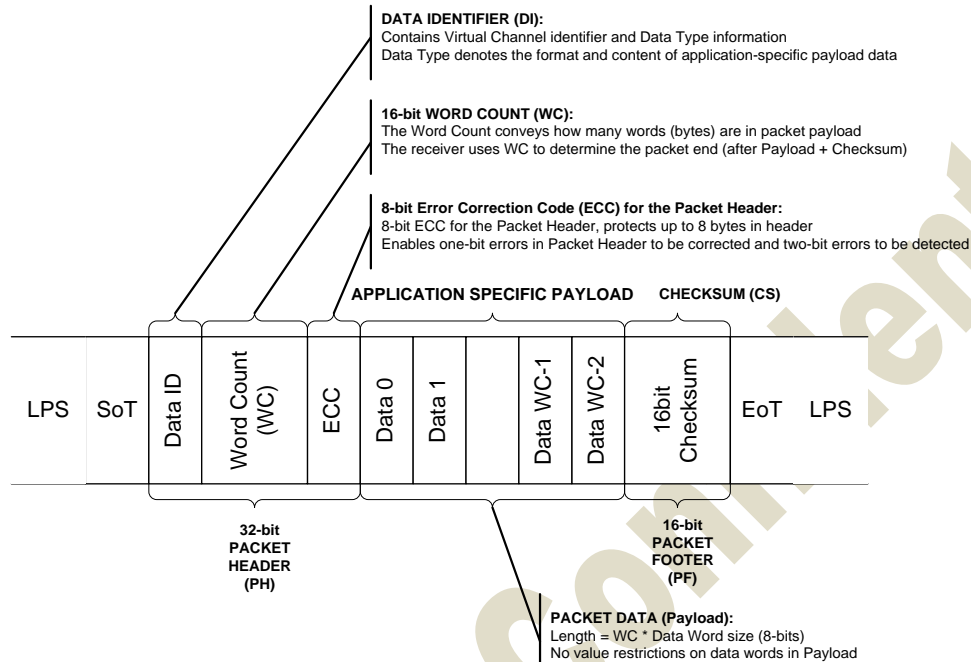 DATA IDENTIFIER (DI):
Contains Virtual Channel identifier and Data Type information
Data Type denotes the format and content of application-specific payload data
16-bit WORD COUNT (WC):
The Word Count conveys how many words (bytes) are in packet payload
The receiver uses WC to determine the packet end (after Payload + Checksum)
8-bit Error Correction Code (ECC) for the Packet Header:
8-bit ECC for the Packet Header, protects up to 8 bytes in header
Enables one-bit errors in Packet Header to be corrected and two-bit errors to be detected
APPLICATION SPECIFIC PAYLOAD
CHECKSUM (CS)
LPS
SoT
Data ID
Word Count
(WC)
ECC
Data 0
Data 1
Data WC-1
Data WC-2
16bit
Checksum
EoT
LPS
32-bit
PACKET
HEADER
(PH)
16-bit
PACKET
FOOTER
(PF)
PACKET DATA (Payload):
Length = WC * Data Word size (8-bits)
No value restrictions on data words in Payload